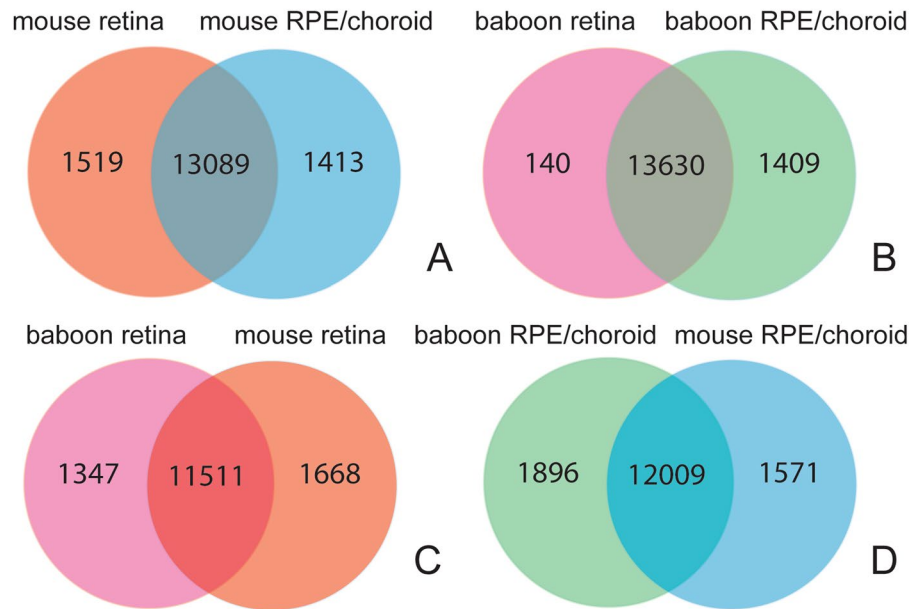 mouse retina mouse RPE/choroid
1519 13089 1413
A
baboon retina baboon RPE/choroid
140 13630 1409
B
baboon retina mouse retina
1347 11511 1668
C
baboon RPE/choroid mouse RPE/choroid
1896 12009 1571
D